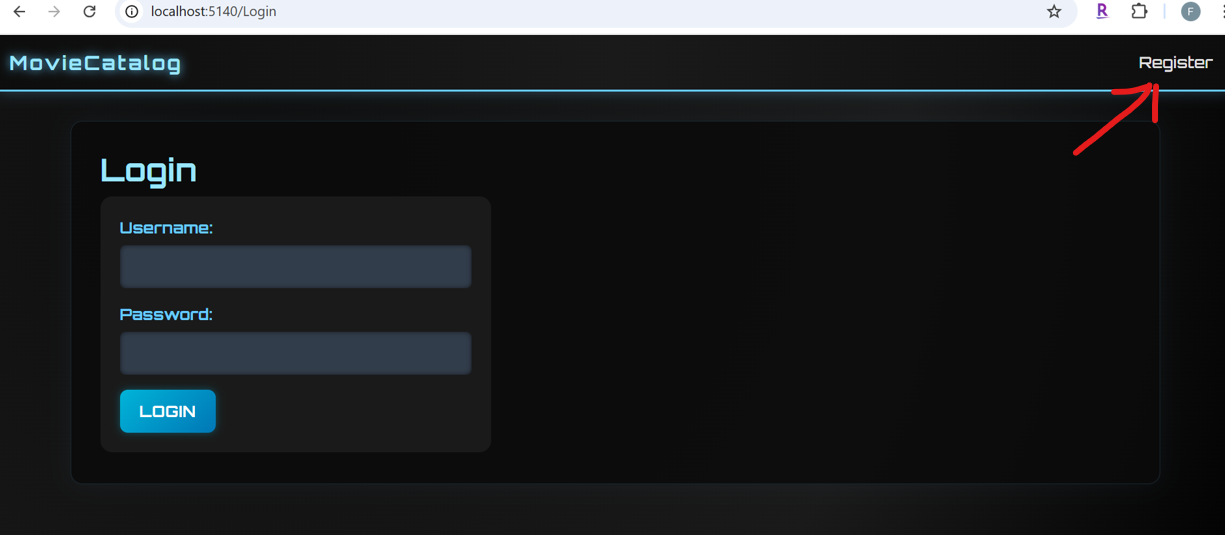 localhost:5140/Login
R
F
MovieCatalog
Register
Login
Username:
Password:
LOGIN